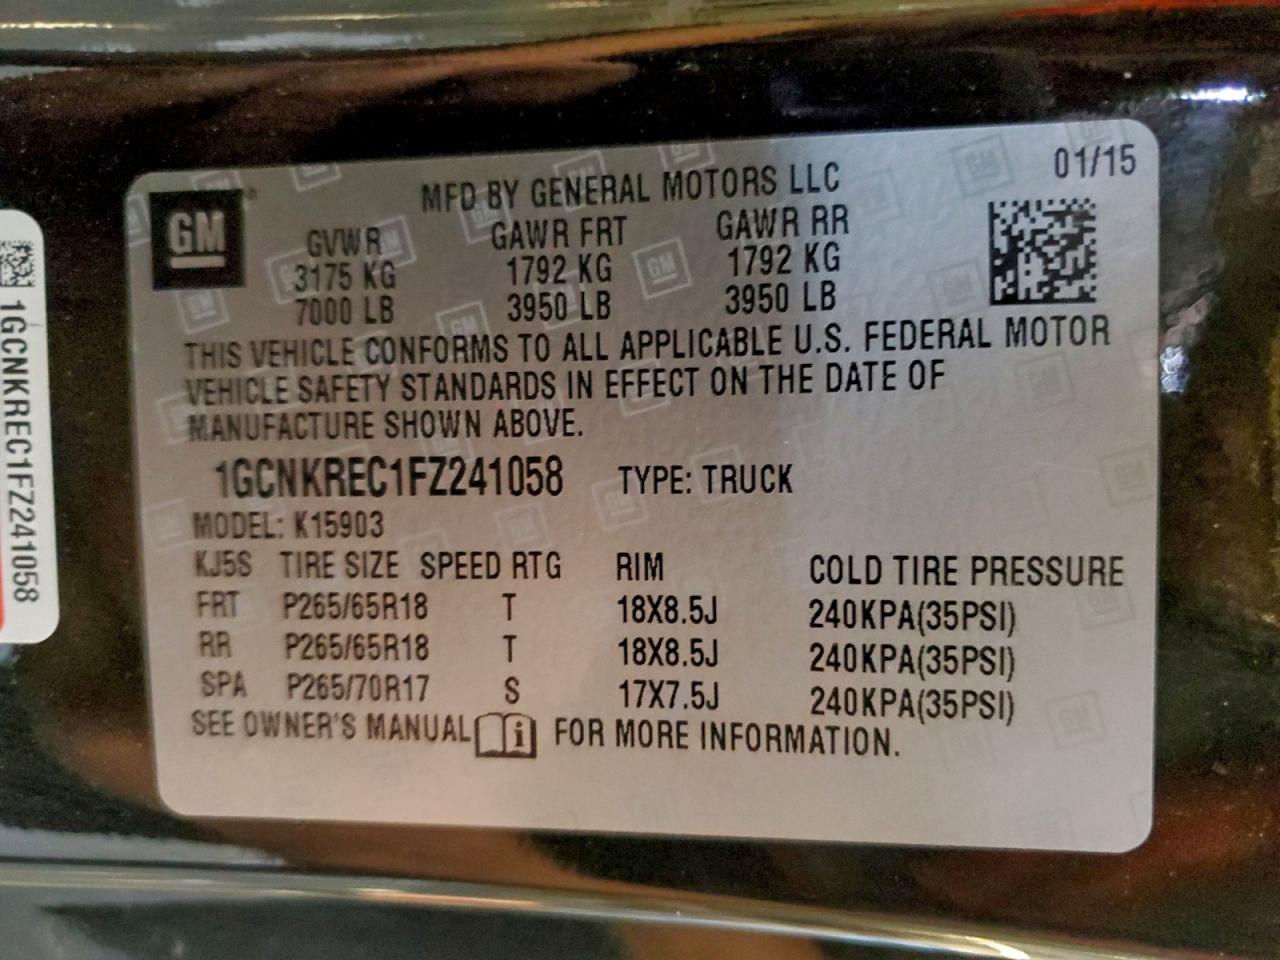 GM
MFD BY GENERAL MOTORS LLC
01/15
GVWR GAWR FRT GAWR RR
3175 KG 1792 KG 1792 KG
7000 LB 3950 LB 3950 LB
THIS VEHICLE CONFORMS TO ALL APPLICABLE U.S. FEDERAL MOTOR
VEHICLE SAFETY STANDARDS IN EFFECT ON THE DATE OF
MANUFACTURE SHOWN ABOVE.
1GCNKREC1FZ241058 TYPE: TRUCK
MODEL: K15903
KJ5S TIRE SIZE SPEED RTG RIM COLD TIRE PRESSURE
FRT P265/65R18 T 18X8.5J 240KPA(35PSI)
RR P265/65R18 T 18X8.5J 240KPA(35PSI)
SPA P265/70R17 S 17X7.5J 240KPA(35PSI)
SEE OWNER'S MANUAL i FOR MORE INFORMATION.
1GCNKREC1FZ241058